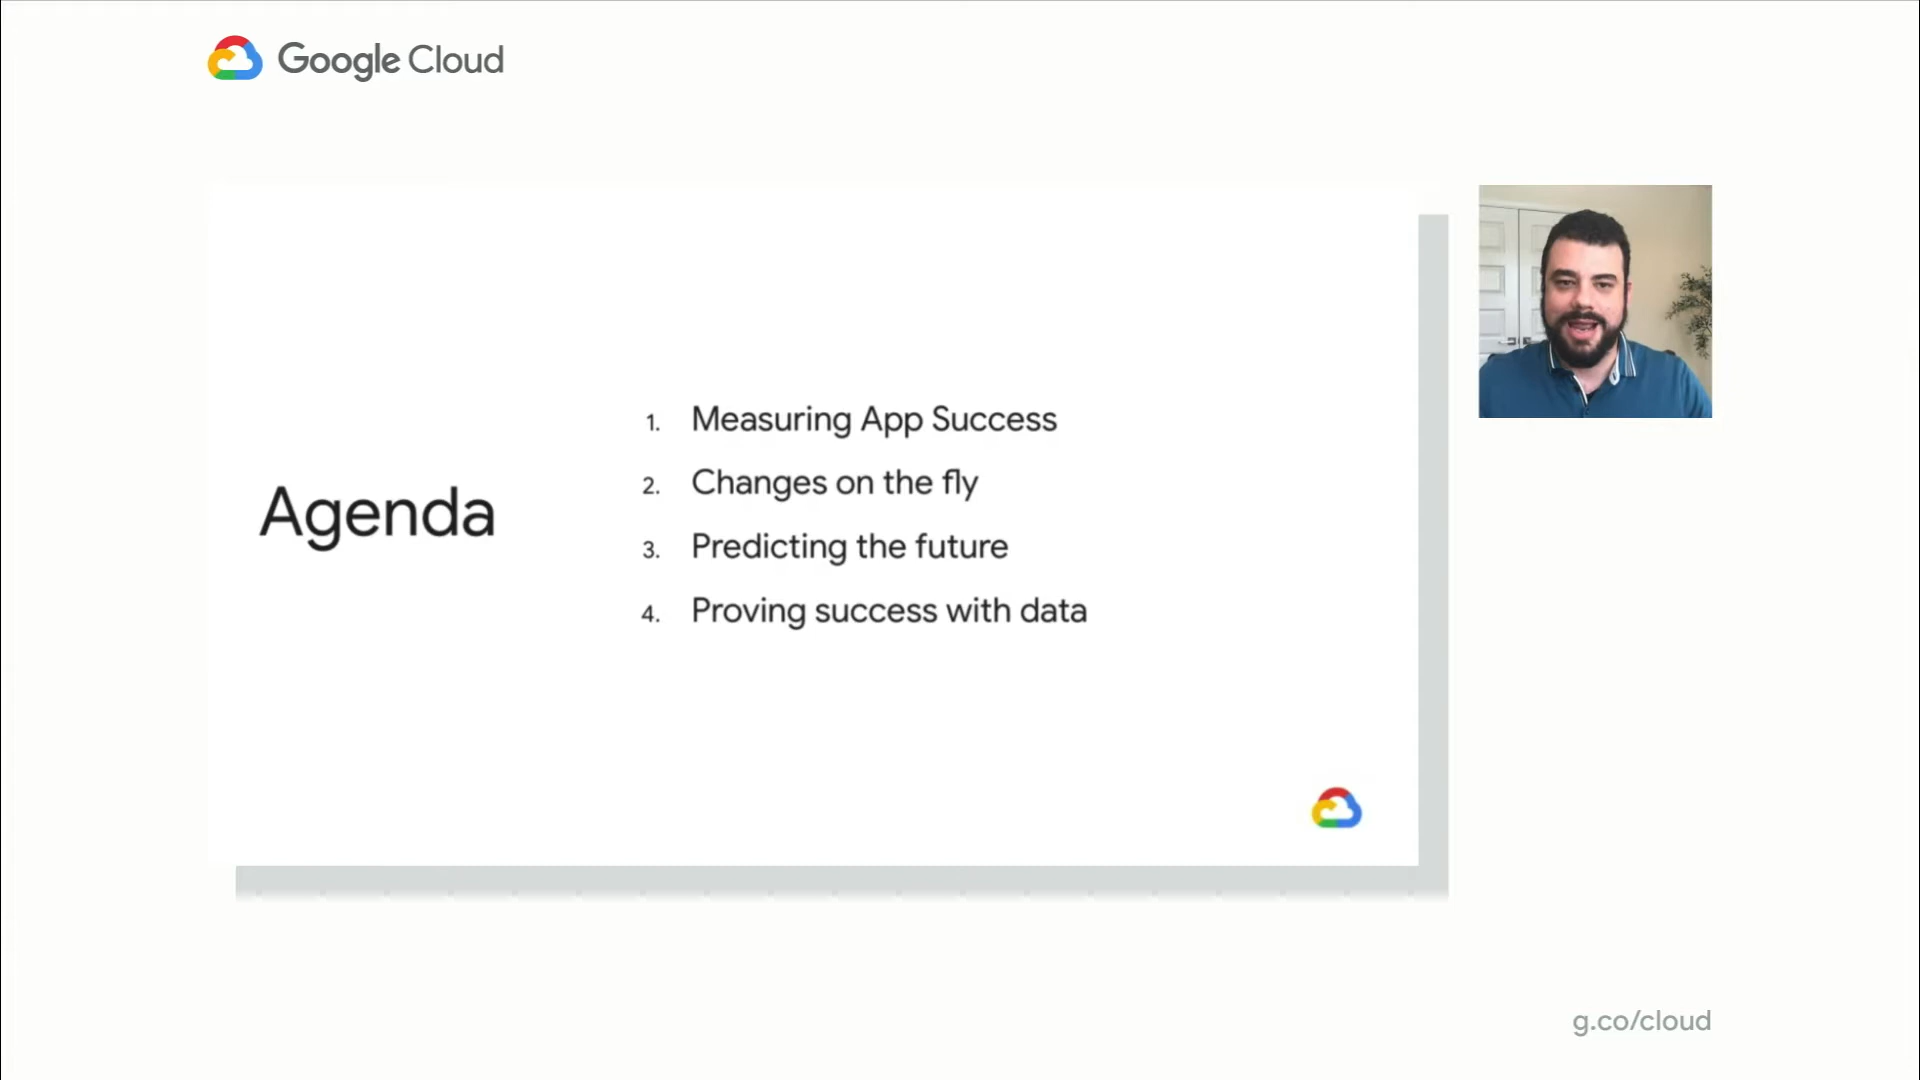 Google Cloud
Agenda
1. Measuring App Success
2. Changes on the fly
3. Predicting the future
4. Proving success with data
g.co/cloud